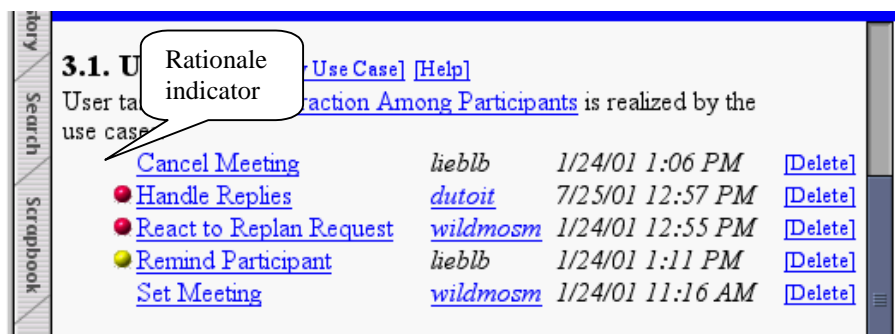 tory
Search
Scrapbook
Rationale
indicator
3.1. U Use Case] [Help]
User ta raction Among Participants is realized by the
use case
Cancel Meeting lieblb 1/24/01 1:06 PM [Delete]
Handle Replies dutoit 7/25/01 12:57 PM [Delete]
React to Replan Request wildmosm 1/24/01 12:55 PM [Delete]
Remind Participant lieblb 1/24/01 1:11 PM [Delete]
Set Meeting wildmosm 1/24/01 11:16 AM [Delete]